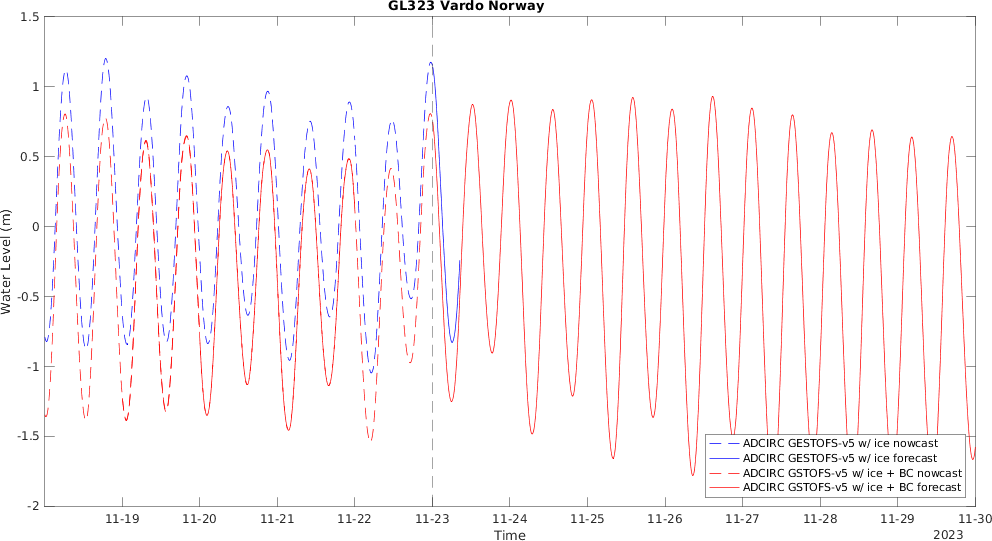 GL323 Vardo Norway
1.5
1
0.5
0
-0.5
-1
-1.5
-2
Water Level (m)
ADCIRC GESTOFS-v5 w/ ice nowcast
ADCIRC GESTOFS-v5 w/ ice forecast
ADCIRC GSTOFS-v5 w/ ice + BC nowcast
ADCIRC GSTOFS-v5 w/ ice + BC forecast
11-19 11-20 11-21 11-22 11-23 11-24 11-25 11-26 11-27 11-28 11-29 11-30
Time
2023